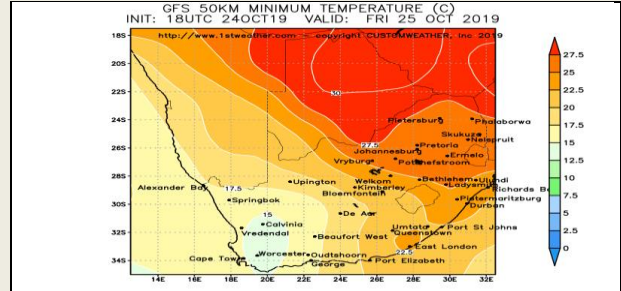 GFS 50KM MINIMUM TEMPERATURE (C)
INIT: 18UTC 24OCT19 VALID: FRI 25 OCT 2019
http://www.1stweather.com - copyright CUSTOMWEATHER, Inc 2019
18S
20S
22S
24S
26S
28S
30S
32S
34S
14E 16E 18E 20E 22E 24E 26E 28E 30E 32E
30
Pietersburg
Phalaborwa
Skukuza
Nelspruit
27.5
Pretoria
Johannesburg
Ermelo
Vryburg
Potchefstroom
Bethlehem
Ulundi
Welkom
Ladysmith
Alexander Bay
17.5
Upington
Kimberley
Richards B
Bloemfontein
Springbok
Pietermaritzburg
Durban
15
De Aar
Calvinia
Umtata
Port St Johns
Vredendal
Queenstown
Beaufort West
East London
22.5
Cape Town
Worcester
Oudtshoorn
George
Port Elizabeth
27.5
25
22.5
20
17.5
15
12.5
10
7.5
5
2.5
0